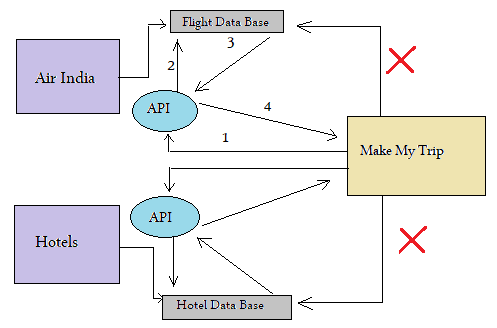 Flight Data Base
3
Air India
2
API
4
1
Make My Trip
API
Hotels
Hotel Data Base